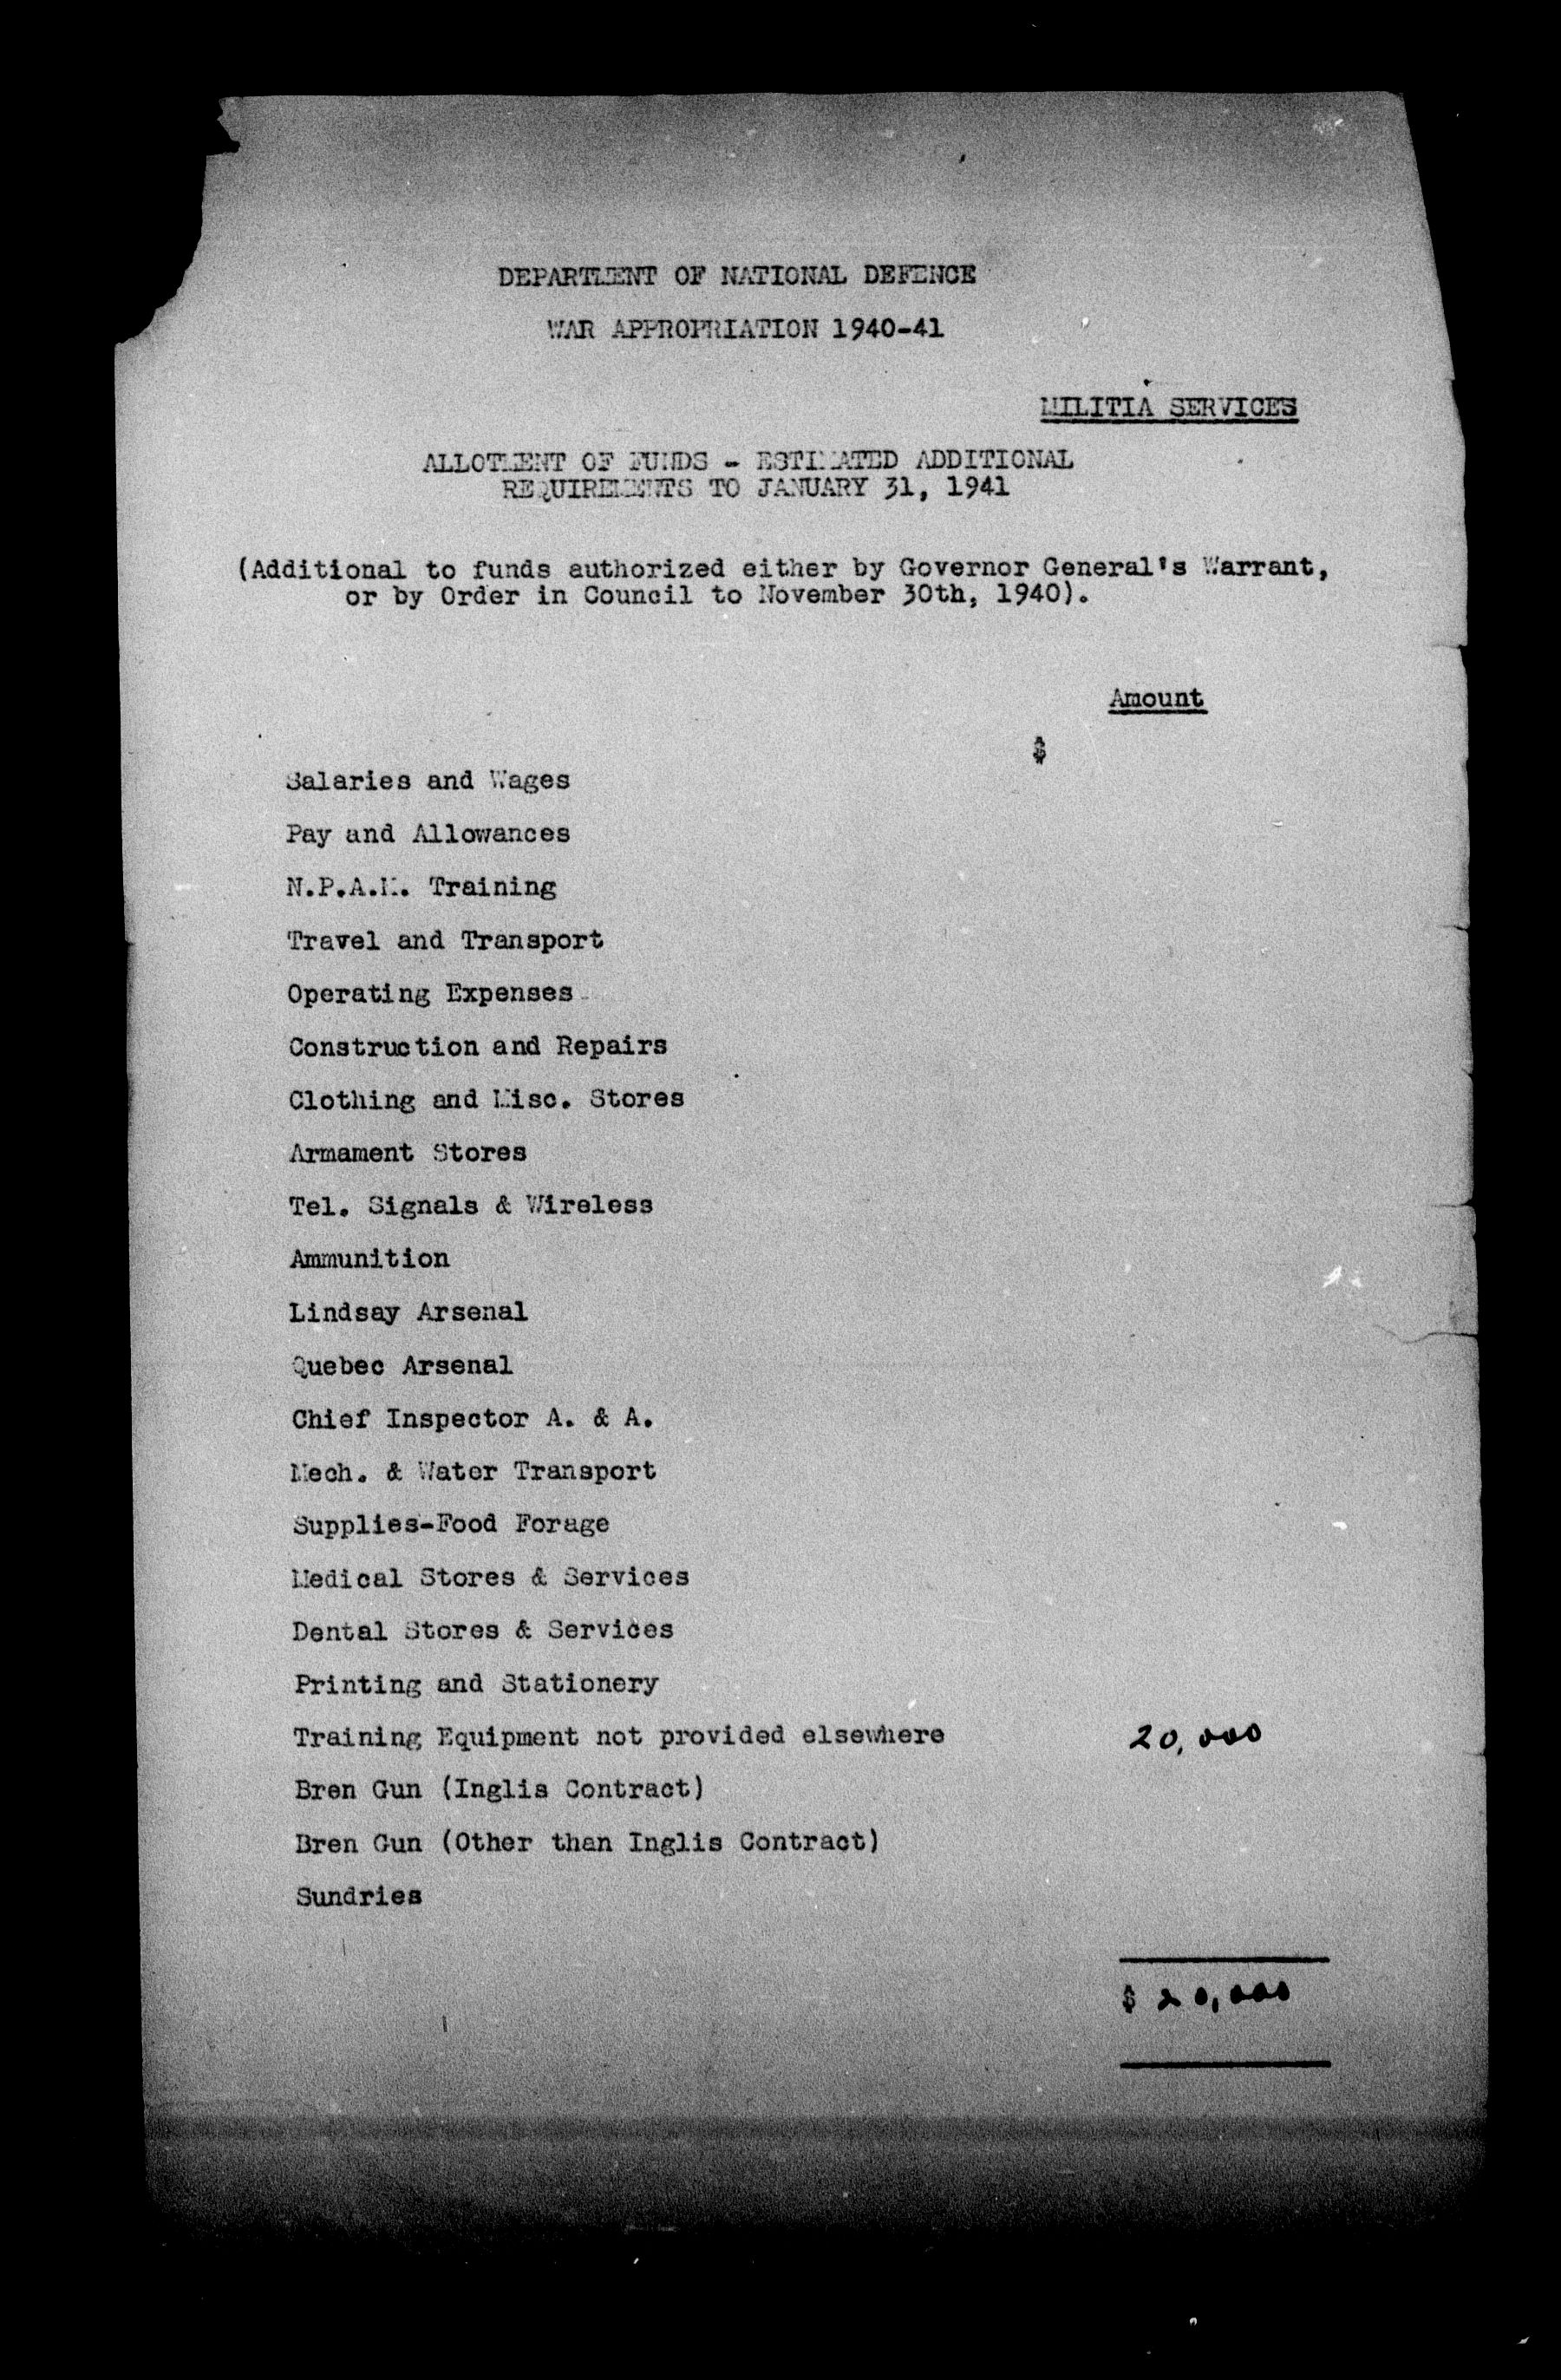 DEPARTMENT OF NATIONAL DEFENCE
WAR APPROPRIATION 1940-41
MILITIA SERVICES
ALLOTMENT OF FUNDS - ESTIMATED ADDITIONAL
REQUIREMENTS TO JANUARY 31, 1941
(Additional to funds authorized either by Governor General's Warrant,
or by Order in Council to November 30th, 1940).
Amount
$
Salaries and Wages
Pay and Allowances
N.P.A.M. Training
Travel and Transport
Operating Expenses
Construction and Repairs
Clothing and Misc. Stores
Armament Stores
Tel. Signals & Wireless
Ammunition
Lindsay Arsenal
Quebec Arsenal
Chief Inspector A. & A.
Mech. & Water Transport
Supplies-Food Forage
Medical Stores & Services
Dental Stores & Services
Printing and Stationery
Training Equipment not provided elsewhere 20,000
Bren Gun (Inglis Contract)
Bren Gun (Other than Inglis Contract)
Sundries
$ 20,000